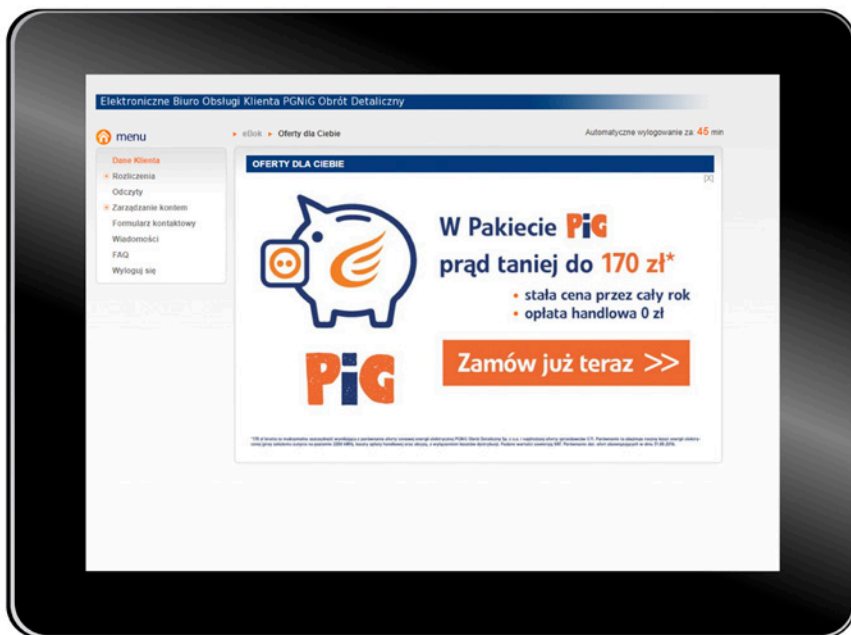 Elektroniczne Biuro Obsługi Klienta PGNiG Obrót Detaliczny
menu
eBok ▸ Oferty dla Ciebie
Automatyczne wylogowanie za: 45 min
Dane Klienta
Rozliczenia
Odczyty
Zarządzanie kontem
Formularz kontaktowy
Wiadomości
FAQ
Wyloguj się
OFERTY DLA CIEBIE
[X]
W Pakiecie PiG
prąd taniej do 170 zł*
• stała cena przez cały rok
• opłata handlowa 0 zł
PiG
Zamów już teraz >>